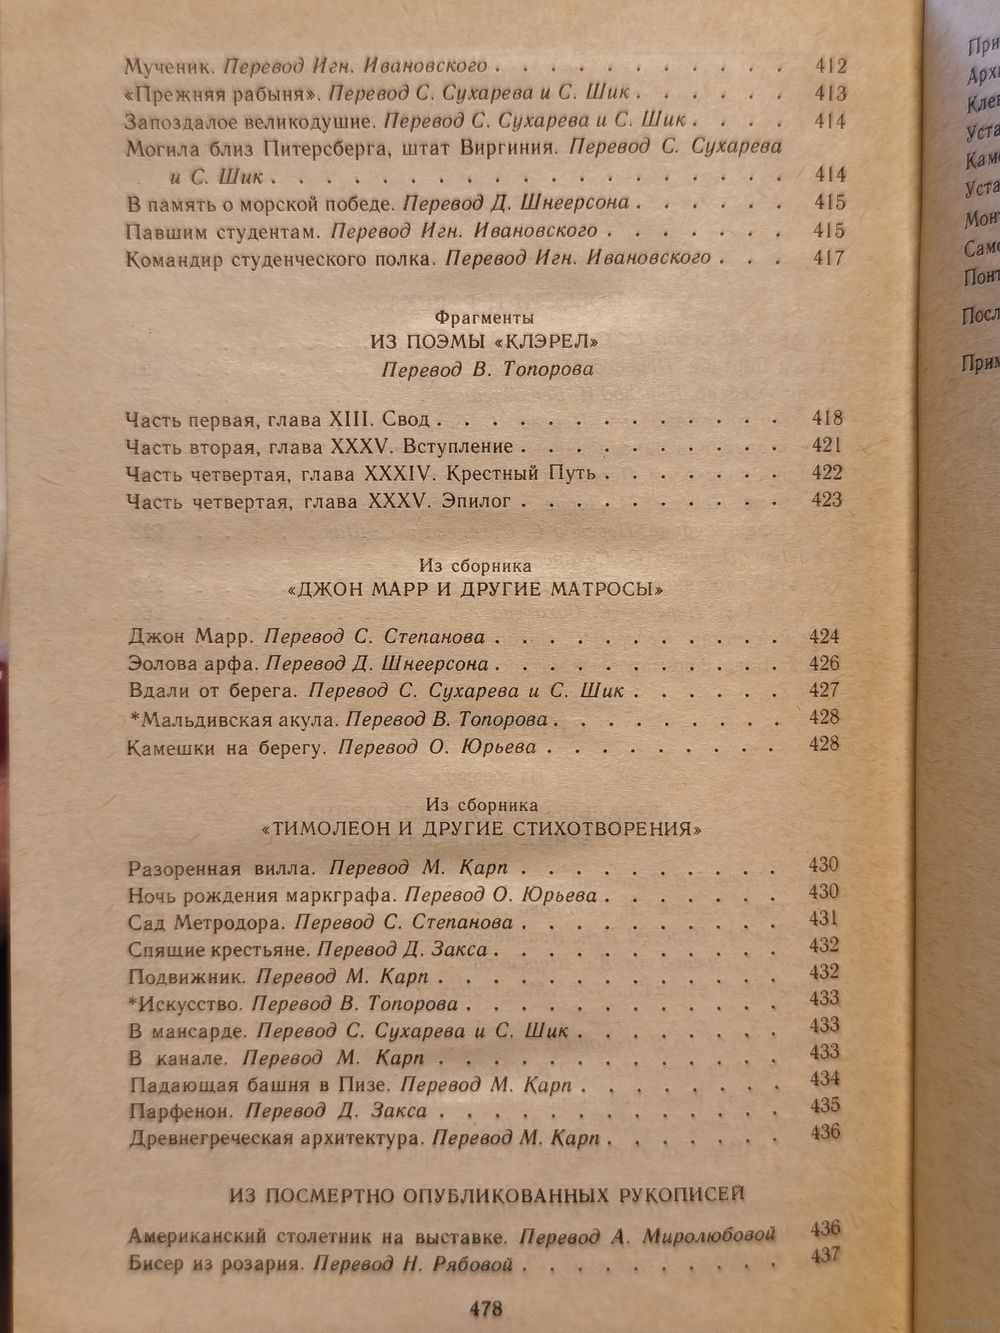 Мученик. Перевод Игн. Ивановского . . . . . . . . . . . 412
«Прежняя рабыня». Перевод С. Сухарева и С. Шик . . . . . . 413
Запоздалое великодушие. Перевод С. Сухарева и С. Шик . . . . 414
Могила близ Питерсберга, штат Виргиния. Перевод С. Сухарева
и С. Шик . . . . . . . . . . . . . . . . . . . 414
В память о морской победе. Перевод Д. Шнеерсона . . . . . . 415
Павшим студентам. Перевод Игн. Ивановского . . . . . . . 415
Командир студенческого полка. Перевод Игн. Ивановского . . . 417
Фрагменты
ИЗ ПОЭМЫ «КЛЭРЕЛ»
Перевод В. Топорова
Часть первая, глава XIII. Свод . . . . . . . . . . . . . 418
Часть вторая, глава XXXV. Вступление . . . . . . . . . . 421
Часть четвертая, глава XXXIV. Крестный Путь . . . . . . . 422
Часть четвертая, глава XXXV. Эпилог . . . . . . . . . . 423
Из сборника
«ДЖОН МАРР И ДРУГИЕ МАТРОСЫ»
Джон Марр. Перевод С. Степанова . . . . . . . . . . . 424
Эолова арфа. Перевод Д. Шнеерсона . . . . . . . . . . . 426
Вдали от берега. Перевод С. Сухарева и С. Шик . . . . . . 427
*Мальдивская акула. Перевод В. Топорова . . . . . . . . . 428
Камешки на берегу. Перевод О. Юрьева . . . . . . . . . 428
Из сборника
«ТИМОЛЕОН И ДРУГИЕ СТИХОТВОРЕНИЯ»
Разоренная вилла. Перевод М. Карп . . . . . . . . . . 430
Ночь рождения маркграфа. Перевод О. Юрьева . . . . . . . 430
Сад Метродора. Перевод С. Степанова . . . . . . . . . . 431
Спящие крестьяне. Перевод Д. Закса . . . . . . . . . . . 432
Подвижник. Перевод М. Карп . . . . . . . . . . . . . 432
*Искусство. Перевод В. Топорова . . . . . . . . . . . . 433
В мансарде. Перевод С. Сухарева и С. Шик . . . . . . . . 433
В канале. Перевод М. Карп . . . . . . . . . . . . . 433
Падающая башня в Пизе. Перевод М. Карп . . . . . . . . 434
Парфенон. Перевод Д. Закса . . . . . . . . . . . . . 435
Древнегреческая архитектура. Перевод М. Карп . . . . . . . 436
ИЗ ПОСМЕРТНО ОПУБЛИКОВАННЫХ РУКОПИСЕЙ
Американский столетник на выставке. Перевод А. Миролюбовой 436
Бисер из розария. Перевод Н. Рябовой . . . . . . . . . . 437
478